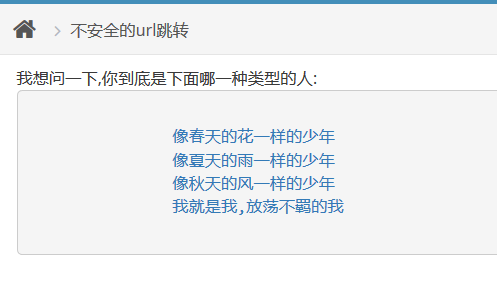 不安全的url跳转
我想问一下,你到底是下面哪一种类型的人:
像春天的花一样的少年
像夏天的雨一样的少年
像秋天的风一样的少年
我就是我,放荡不羁的我